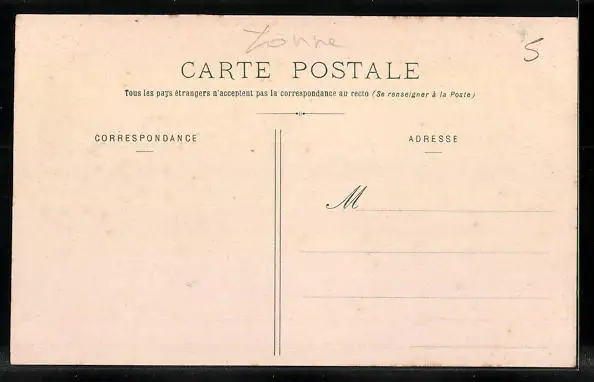 Yonne
5
CARTE POSTALE
Tous les pays étrangers n'acceptent pas la correspondance au recto (Se renseigner à la Poste)
CORRESPONDANCE
ADRESSE
M